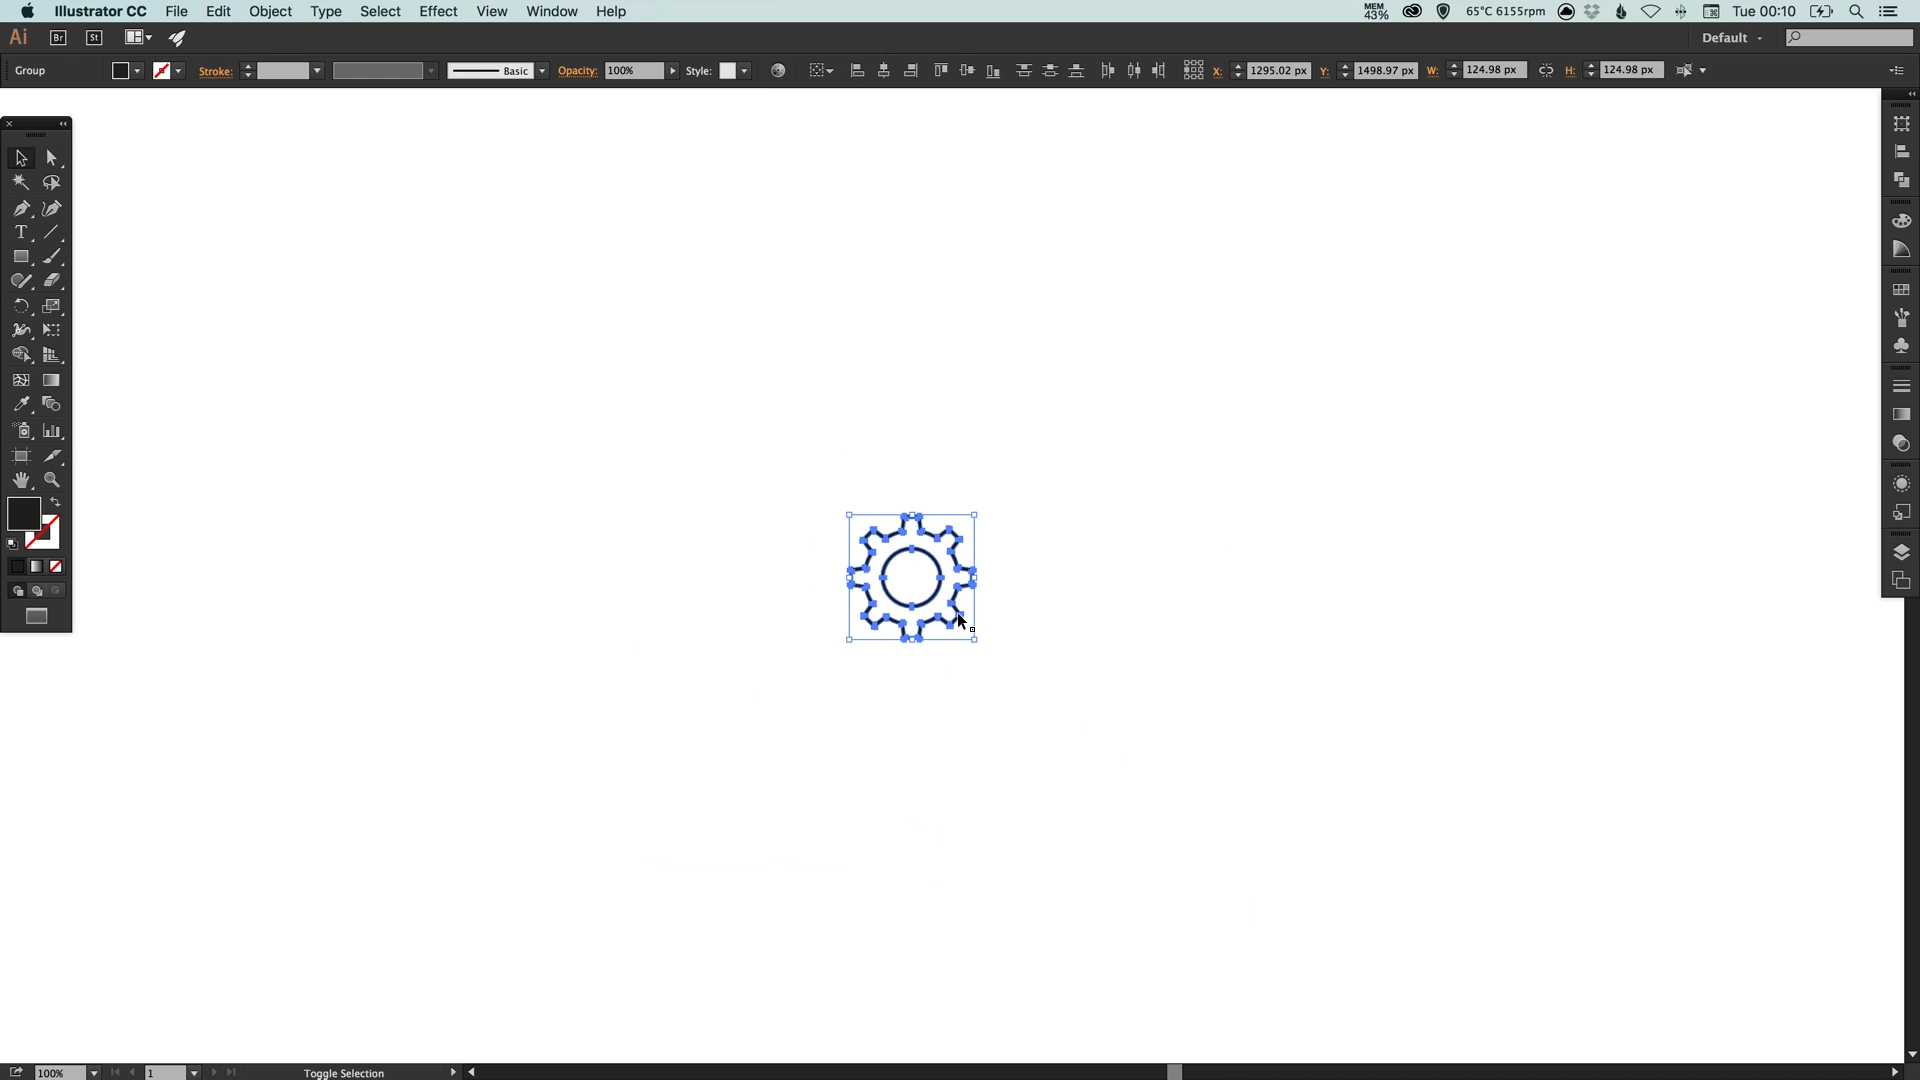 Illustrator CC File Edit Object Type Select Effect View Window Help MEM 43% 65°C 6155rpm Tue 00:10
Ai Br St Default
Group Stroke: Basic Opacity: 100% Style: X: 1295.02 px Y: 1498.97 px W: 124.98 px H: 124.98 px
T
100% 1 Toggle Selection